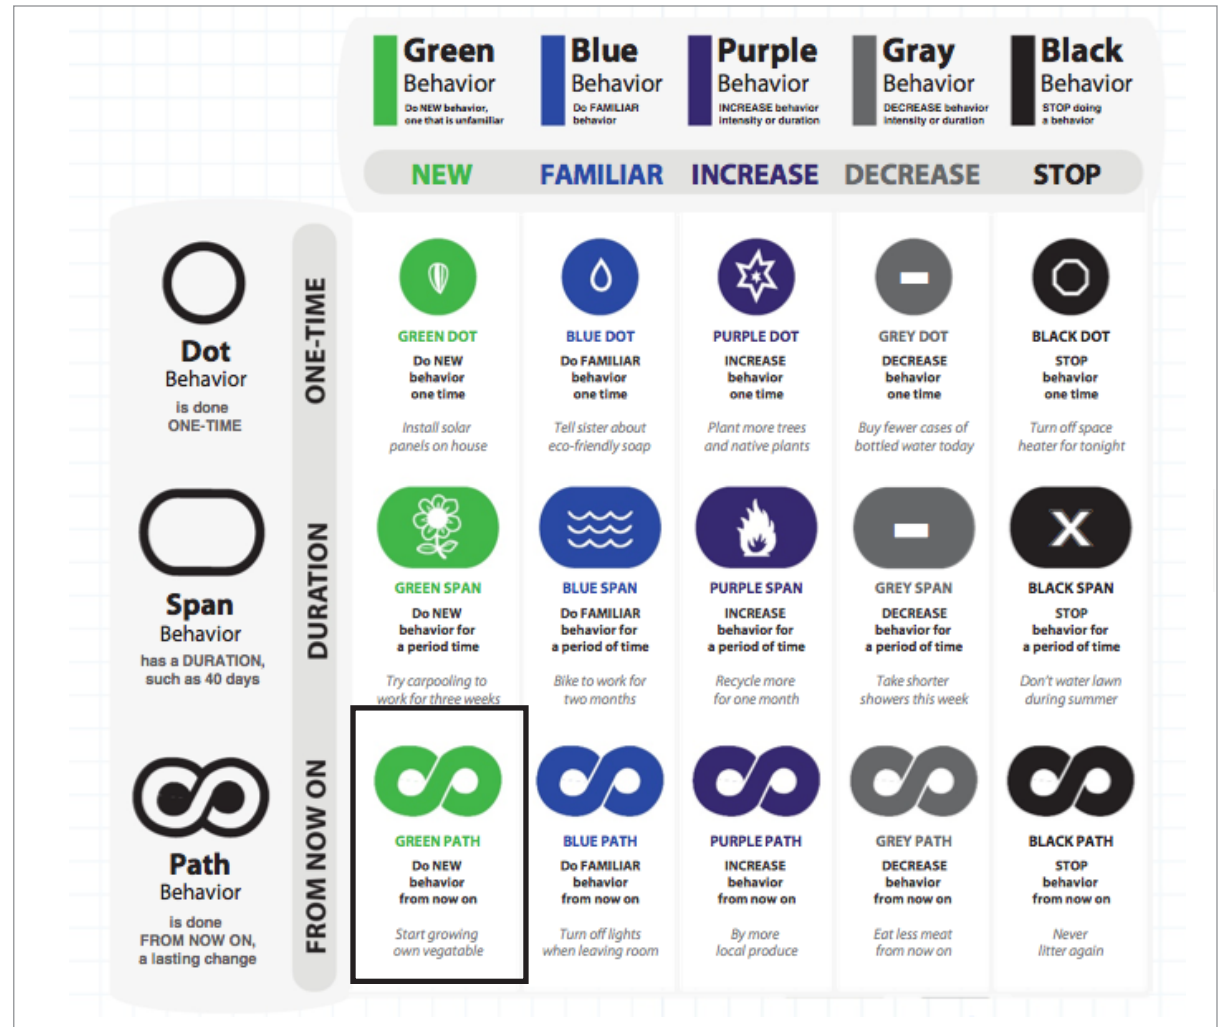 Green
Behavior
Do NEW behavior,
one that is unfamiliar
Blue
Behavior
Do FAMILIAR
behavior
Purple
Behavior
INCREASE behavior
intensity or duration
Gray
Behavior
DECREASE behavior
intensity or duration
Black
Behavior
STOP doing
a behavior
NEW
FAMILIAR
INCREASE
DECREASE
STOP
Dot
Behavior
is done
ONE-TIME
ONE-TIME
GREEN DOT
Do NEW
behavior
one time
Install solar
panels on house
BLUE DOT
Do FAMILIAR
behavior
one time
Tell sister about
eco-friendly soap
PURPLE DOT
INCREASE
behavior
one time
Plant more trees
and native plants
GREY DOT
DECREASE
behavior
one time
Buy fewer cases of
bottled water today
BLACK DOT
STOP
behavior
one time
Turn off space
heater for tonight
Span
Behavior
has a DURATION,
such as 40 days
DURATION
GREEN SPAN
Do NEW
behavior for
a period time
Try carpooling to
work for three weeks
BLUE SPAN
Do FAMILIAR
behavior for
a period of time
Bike to work for
two months
PURPLE SPAN
INCREASE
behavior for
a period of time
Recycle more
for one month
GREY SPAN
DECREASE
behavior for
a period of time
Take shorter
showers this week
X
BLACK SPAN
STOP
behavior for
a period of time
Don't water lawn
during summer
Path
Behavior
is done
FROM NOW ON,
a lasting change
FROM NOW ON
GREEN PATH
Do NEW
behavior
from now on
Start growing
own vegatable
BLUE PATH
Do FAMILIAR
behavior
from now on
Turn off lights
when leaving room
PURPLE PATH
INCREASE
behavior
from now on
By more
local produce
GREY PATH
DECREASE
behavior
from now on
Eat less meat
from now on
BLACK PATH
STOP
behavior
from now on
Never
litter again